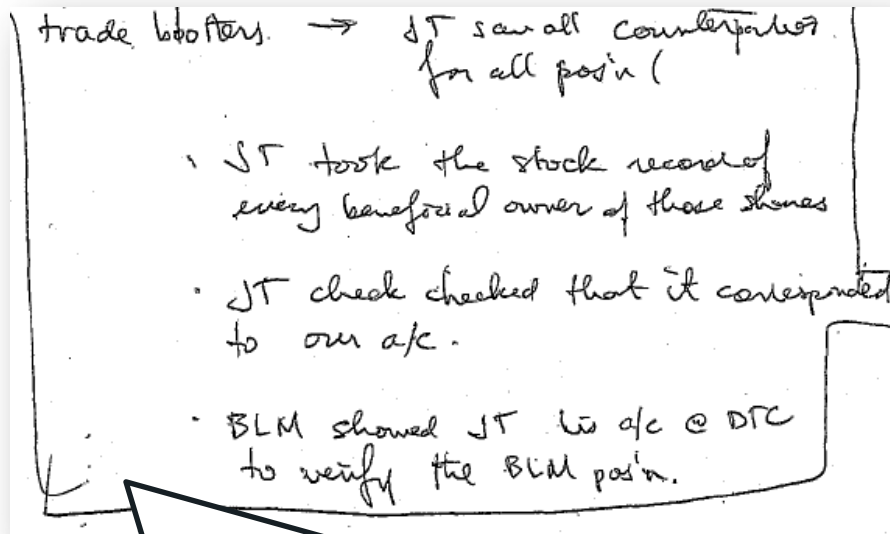 trade blotters. → JT saw all counterparties
for all pos'n (
· JT took the stock record of
every beneficial owner of those shares
· JT check checked that it corresponded
to our a/c.
· BLM showed JT his a/c @ DTC
to verify the BLM pos'n.